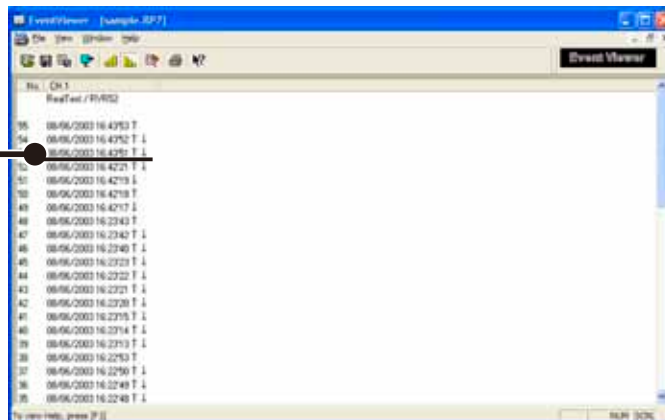 EventViewer - [sample.RP7]
File View Window Help
Event Viewer
No. CH 1
RealTest / RVR52
55 08/06/2003 16:43'53 ↑
54 08/06/2003 16:43'52 ↑ ↓
08/06/2003 16:43'51 ↑ ↓
52 08/06/2003 16:42'21 ↑ ↓
51 08/06/2003 16:42'19 ↓
50 08/06/2003 16:42'18 ↑
49 08/06/2003 16:42'17 ↓
48 08/06/2003 16:23'43 ↑
47 08/06/2003 16:23'42 ↑ ↓
46 08/06/2003 16:23'40 ↑ ↓
45 08/06/2003 16:23'23 ↑ ↓
44 08/06/2003 16:23'22 ↑ ↓
43 08/06/2003 16:23'21 ↑ ↓
42 08/06/2003 16:23'20 ↑ ↓
41 08/06/2003 16:23'15 ↑ ↓
40 08/06/2003 16:23'14 ↑ ↓
39 08/06/2003 16:23'13 ↑ ↓
38 08/06/2003 16:22'53 ↑
37 08/06/2003 16:22'50 ↑ ↓
36 08/06/2003 16:22'49 ↑ ↓
35 08/06/2003 16:22'48 ↑ ↓
To view Help, press [F1]
NUM SCRL